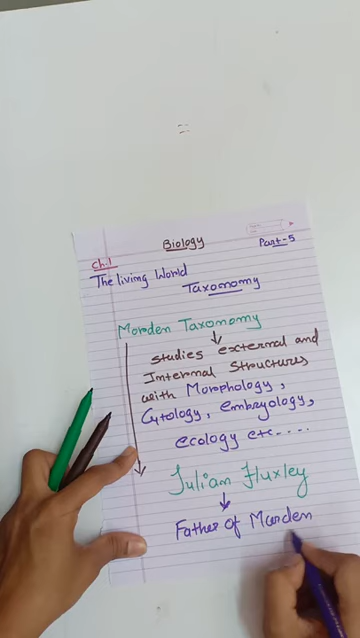 Biology
Part-5
Ch.1
The living World
Taxonomy
Morden Taxonomy
studies external and
Internal Structures
with Morphology,
Cytology, embryology,
ecology etc....
Julian Huxley
Father of Marden